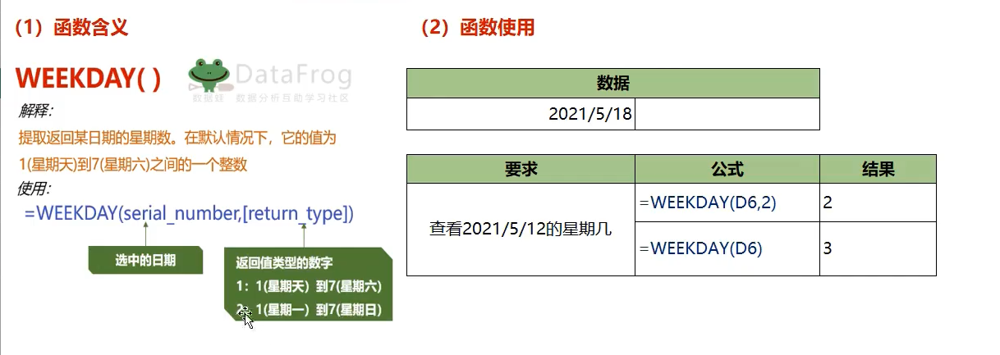 （1）函数含义
WEEKDAY( )
DataFrog
数据蛙 数据分析互助学习社区
解释：
提取返回某日期的星期数。在默认情况下，它的值为
1(星期天)到7(星期六)之间的一个整数
使用：
=WEEKDAY(serial_number,[return_type])
选中的日期
返回值类型的数字
1：1(星期天）到7(星期六)
2：1(星期一）到7(星期日)
（2）函数使用
数据
2021/5/18
要求 公式 结果
查看2021/5/12的星期几
=WEEKDAY(D6,2) 2
=WEEKDAY(D6) 3